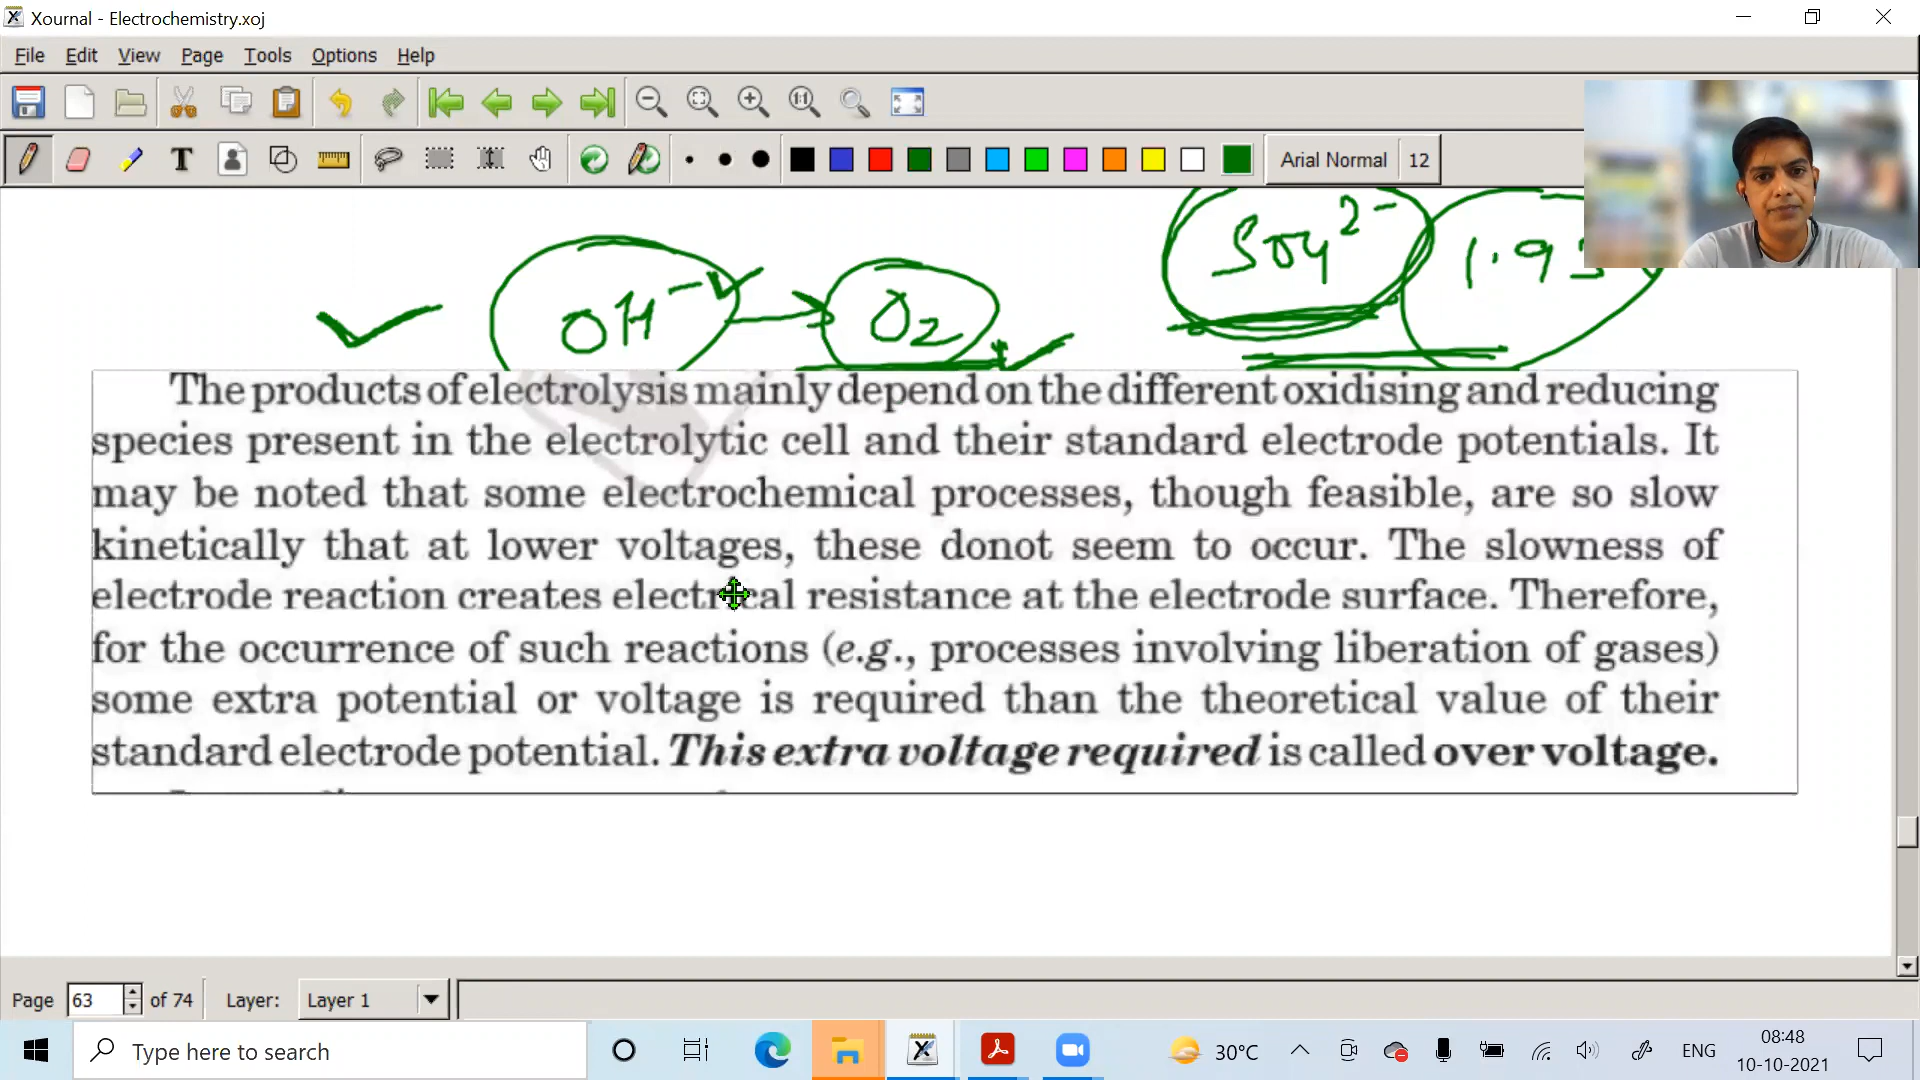 Xournal - Electrochemistry.xoj
File Edit View Page Tools Options Help
T Arial Normal 12
SO4 2-
OH- → O2
The products of electrolysis mainly depend on the different oxidising and reducing
species present in the electrolytic cell and their standard electrode potentials. It
may be noted that some electrochemical processes, though feasible, are so slow
kinetically that at lower voltages, these donot seem to occur. The slowness of
electrode reaction creates electrical resistance at the electrode surface. Therefore,
for the occurrence of such reactions (e.g., processes involving liberation of gases)
some extra potential or voltage is required than the theoretical value of their
standard electrode potential. This extra voltage required is called over voltage.
Page 63 of 74 Layer: Layer 1
Type here to search
30°C
ENG
08:48
10-10-2021